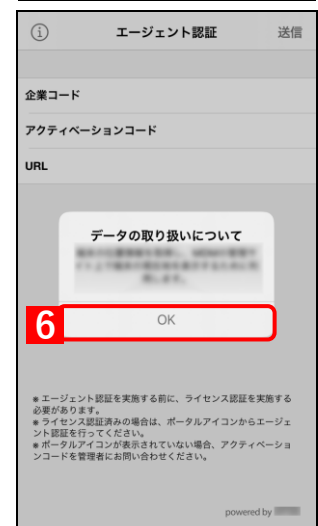 エージェント認証 送信
企業コード
アクティベーションコード
URL
データの取り扱いについて
6 OK
※エージェント認証を実施する前に、ライセンス認証を実施する
必要があります。
※ライセンス認証済みの場合は、ポータルアイコンからエージェ
ント認証を行ってください。
※ポータルアイコンが表示されていない場合、アクティベーショ
ンコードを管理者にお問い合わせください。
powered by